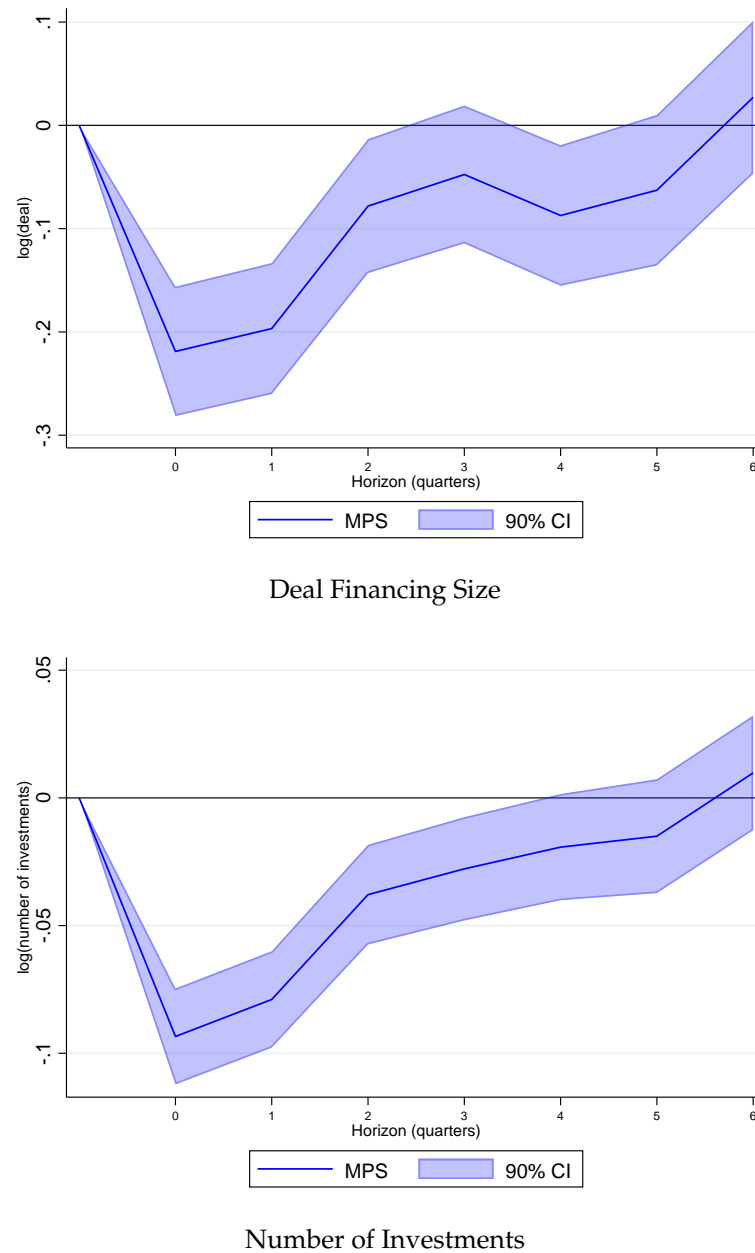 .1
0
-.1
-.2
-.3
log(deal)
0 1 2 3 4 5 6
Horizon (quarters)
MPS 90% CI
Deal Financing Size
.05
0
-.05
-.1
log(number of investments)
0 1 2 3 4 5 6
Horizon (quarters)
MPS 90% CI
Number of Investments